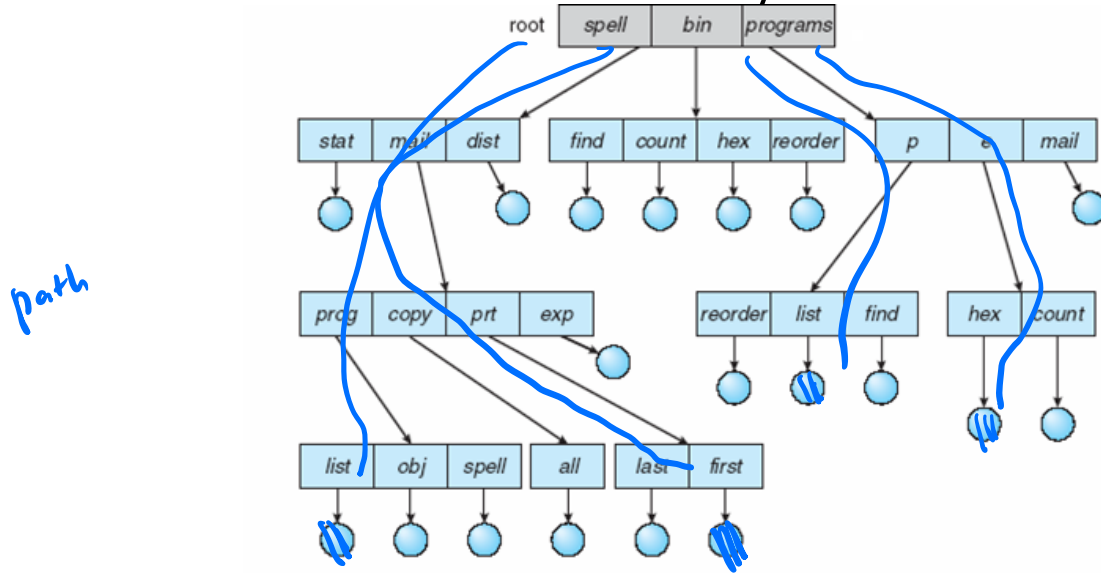 root spell bin programs
stat mail dist find count hex reorder p e mail
path
prog copy prt exp reorder list find hex count
list obj spell all last first